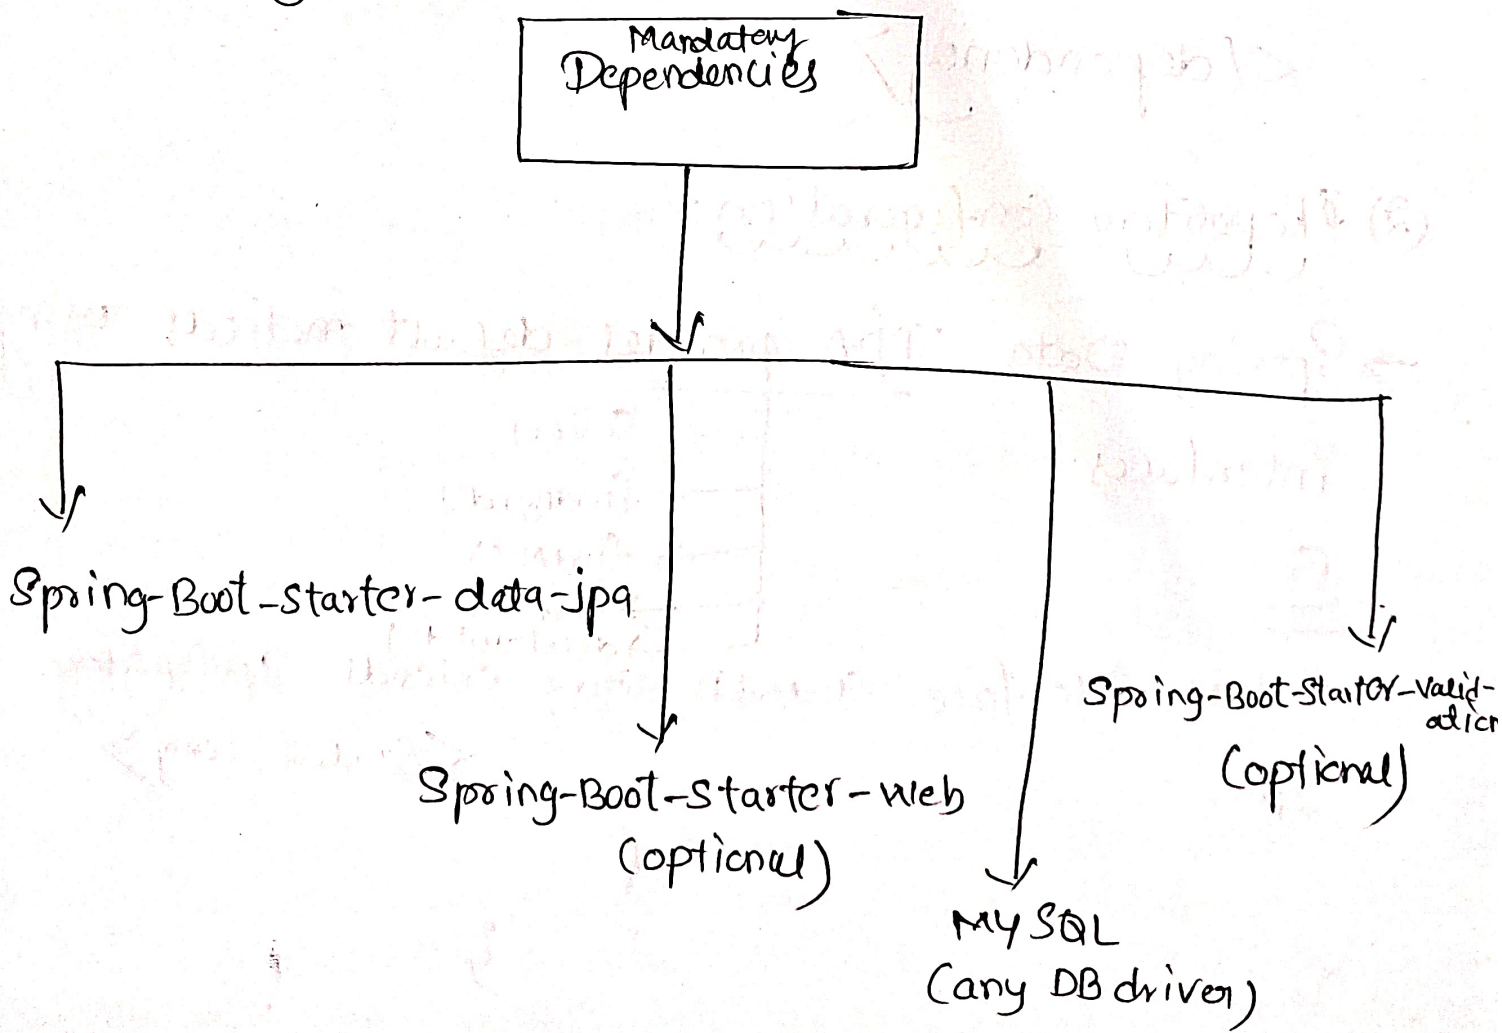 Mandatory
Dependencies
Spring-Boot-starter-data-jpa
Spring-Boot-Starter-web
(optional)
MySQL
(any DB driver)
Spring-Boot-Starter-Valid-
ation
(optional)